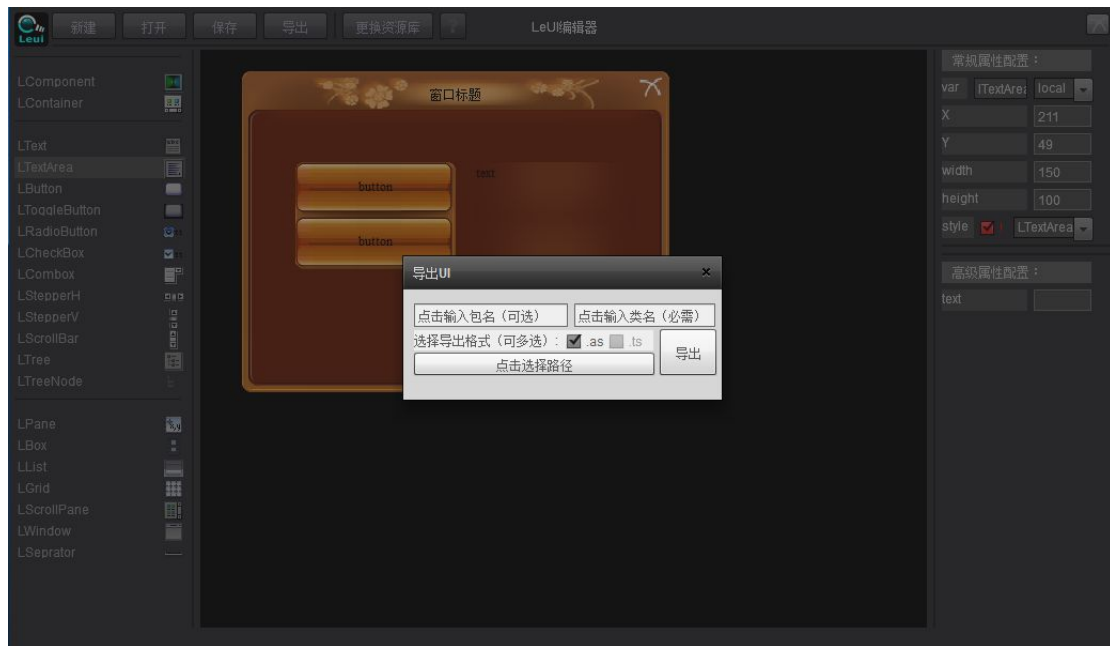 Leui 新建 打开 保存 导出 更换资源库 ? LeUI编辑器
LComponent
LContainer
LText
LTextArea
LButton
LToggleButton
LRadioButton
LCheckBox
LCombox
LStepperH
LStepperV
LScrollBar
LTree
LTreeNode
LPane
LBox
LList
LGrid
LScrollPane
LWindow
LSeprator
窗口标题
button
text
button
导出UI ×
点击输入包名（可选） 点击输入类名（必需）
选择导出格式（可多选）: .as .ts
导出
点击选择路径
常规属性配置：
var lTextArea local
X 211
Y 49
width 150
height 100
style LTextArea
高级属性配置：
text